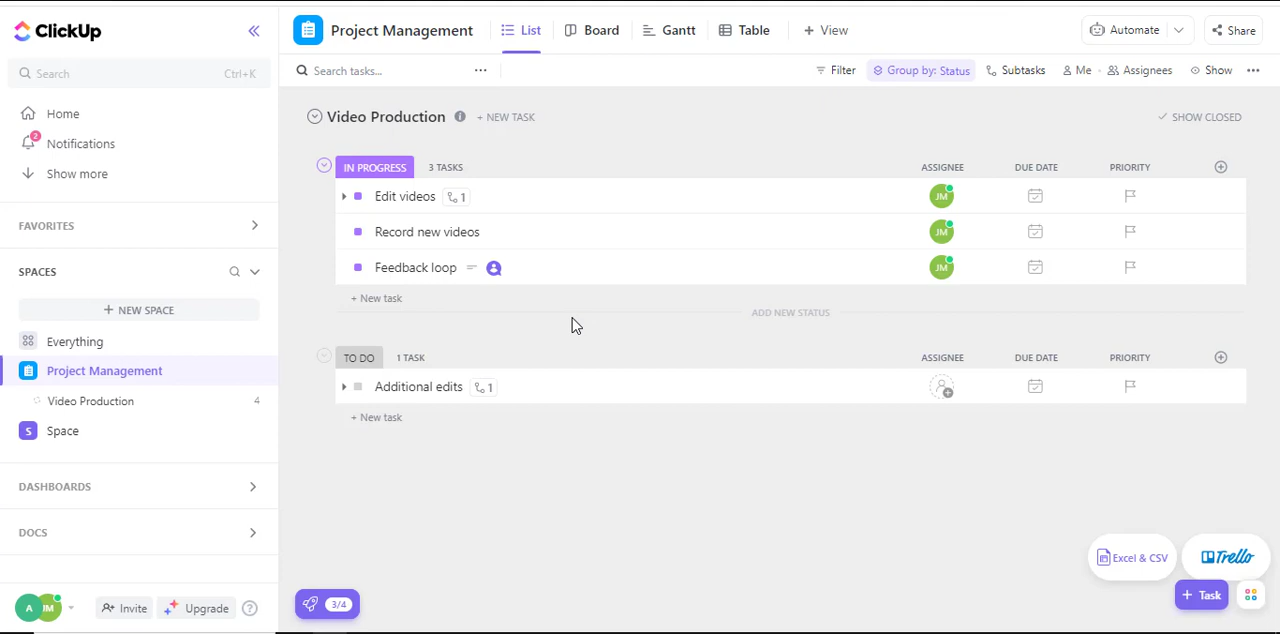 ClickUp
Search Ctrl+K
Home
2
Notifications
Show more
FAVORITES
SPACES
+ NEW SPACE
Everything
Project Management
Video Production 4
S Space
DASHBOARDS
DOCS
A JM Invite Upgrade ?
Project Management List Board Gantt Table + View Automate Share
Search tasks... ... Filter Group by: Status Subtasks Me Assignees Show ...
Video Production + NEW TASK SHOW CLOSED
IN PROGRESS 3 TASKS ASSIGNEE DUE DATE PRIORITY
Edit videos 1 JM
Record new videos JM
Feedback loop JM
+ New task
ADD NEW STATUS
TO DO 1 TASK ASSIGNEE DUE DATE PRIORITY
Additional edits 1
+ New task
Excel & CSV Trello
3/4 + Task